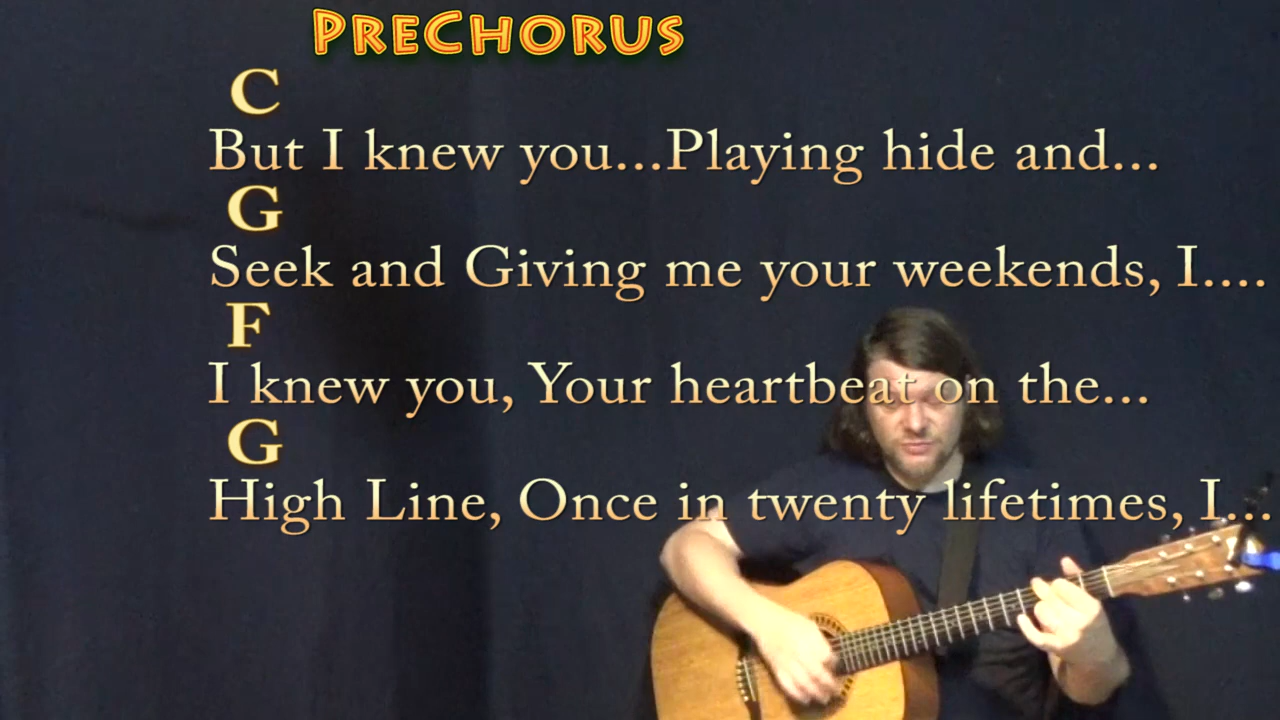 PRECHORUS
C
But I knew you...Playing hide and...
G
Seek and Giving me your weekends, I....
F
I knew you, Your heartbeat on the...
G
High Line, Once in twenty lifetimes, I...